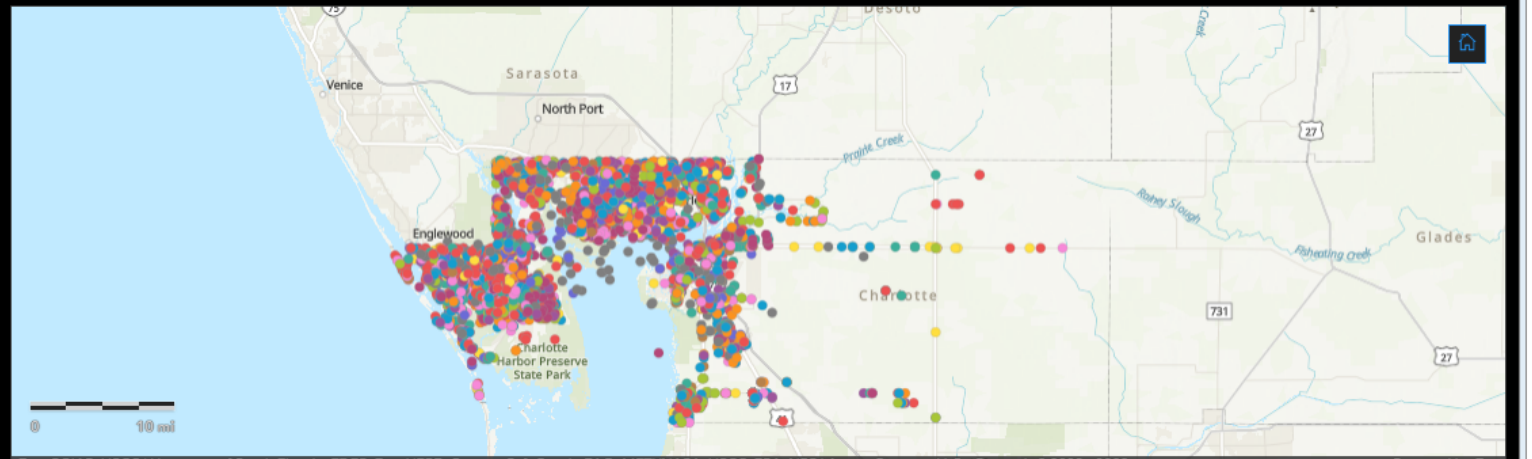 75
Desoto
Creek
Sarasota
Venice
17
North Port
27
Prairie Creek
Rainey Slough
Englewood
Glades
Fisheating Creek
Charlotte
731
Charlotte
Harbor Preserve
State Park
27
0 10 mi